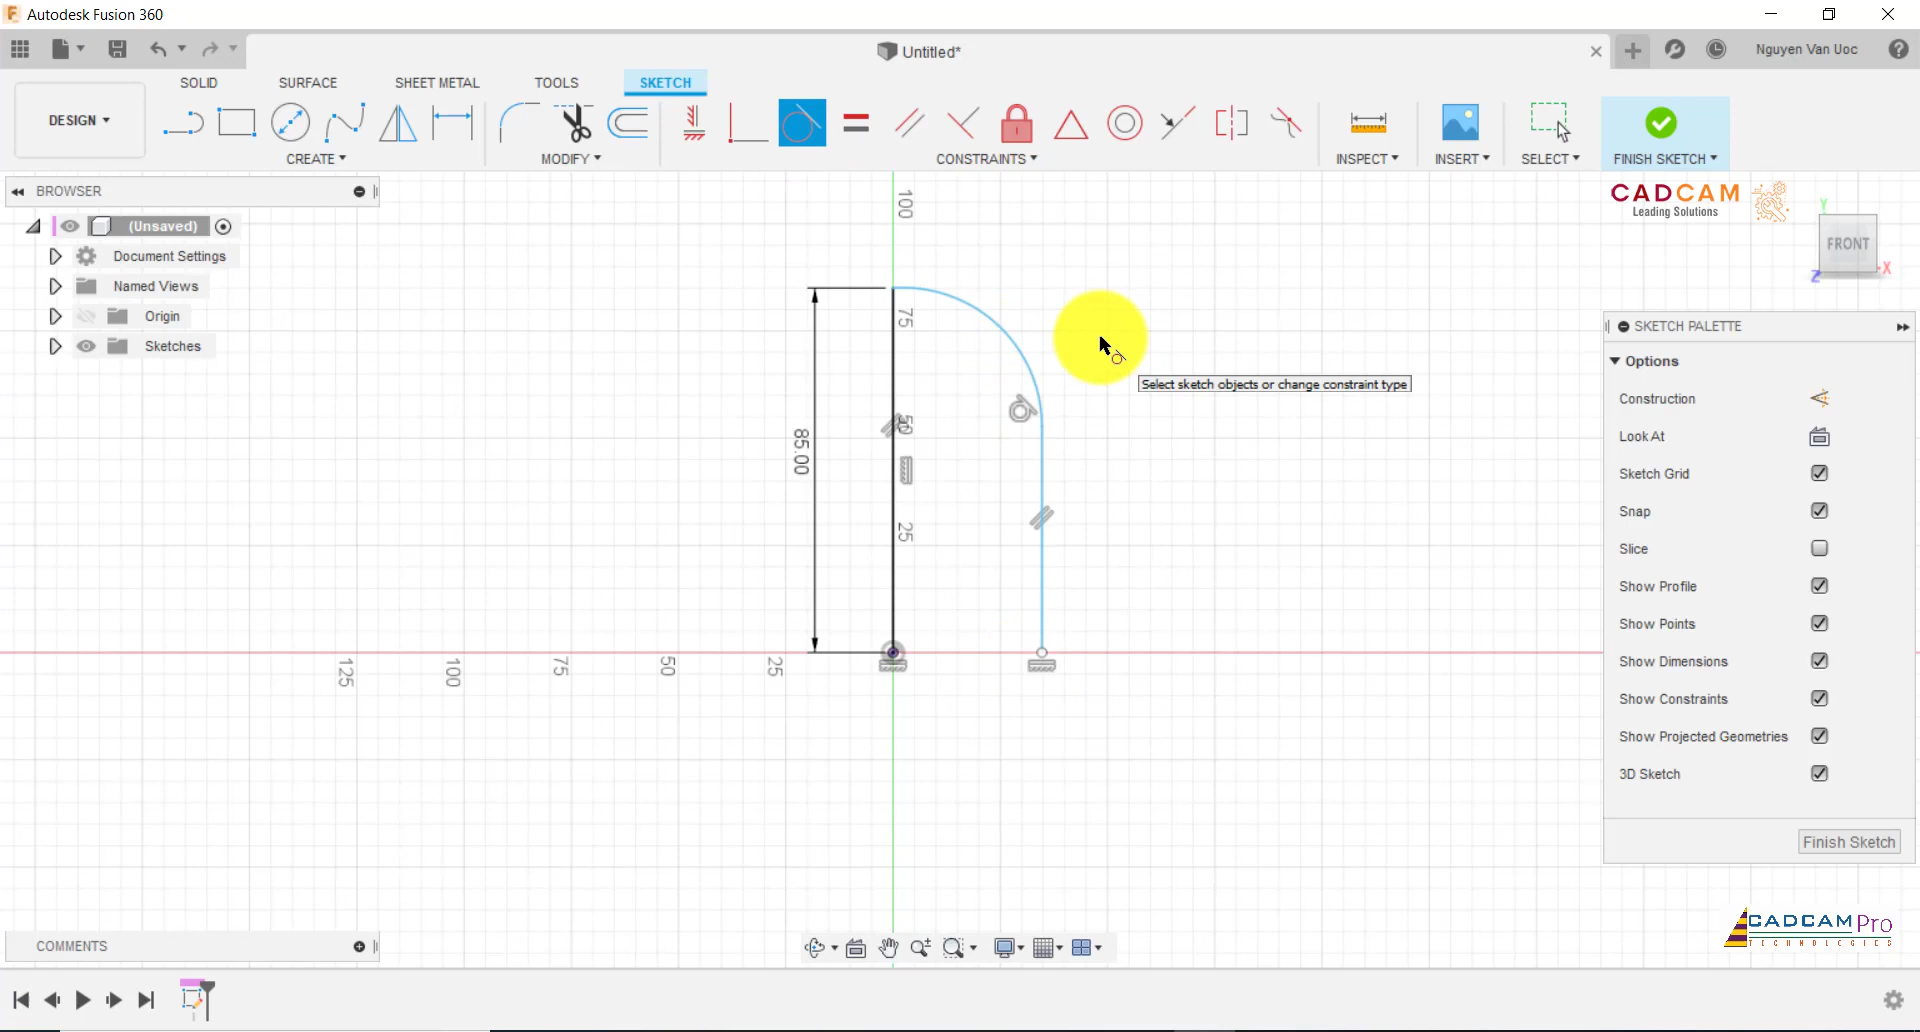 Autodesk Fusion 360
Untitled*
Nguyen Van Uoc
SOLID
SURFACE
SHEET METAL
TOOLS
SKETCH
DESIGN
CREATE
MODIFY
CONSTRAINTS
INSPECT
INSERT
SELECT
FINISH SKETCH
BROWSER
(Unsaved)
Document Settings
Named Views
Origin
Sketches
CADCAM
Leading Solutions
Y
FRONT
Z
X
100
75
50
25
85.00
125
100
75
50
25
Select sketch objects or change constraint type
SKETCH PALETTE
Options
Construction
Look At
Sketch Grid
Snap
Slice
Show Profile
Show Points
Show Dimensions
Show Constraints
Show Projected Geometries
3D Sketch
Finish Sketch
CADCAM Pro
TECHNOLOGIES
COMMENTS